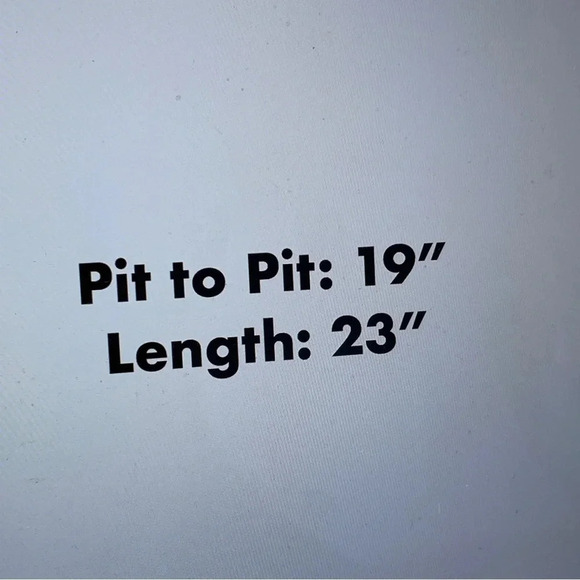 Pit to Pit: 19”
Length: 23”